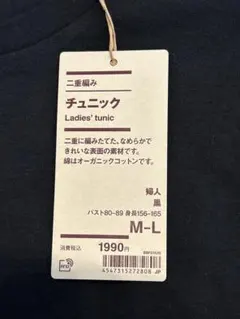 二重編み
チュニック
Ladies' tunic
二重に編みたてた、なめらかで
きれいな表面の素材です。
綿はオーガニックコットンです。
婦人
黒
バスト80-89 身長156-165
M-L
消費税込 1990円
4547315272808 JP